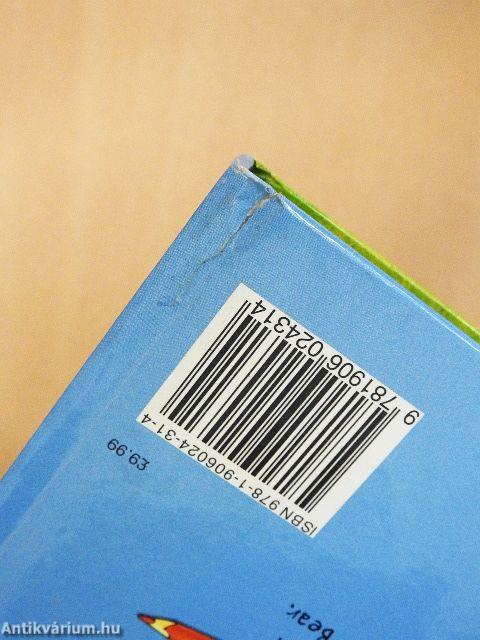 ISBN 978-1-906024-31-4
9 781906 024314
£9.99
Bear.
Antikvárium.hu